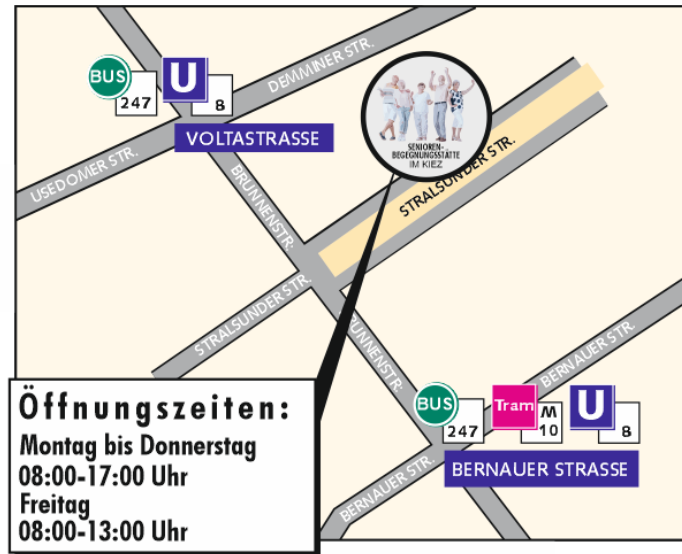 DEMMINER STR.
BUS
247
U
8
VOLTASTRASSE
USEDOMER STR.
BRUNNENSTR.
SENIOREN-
BEGEGNUNGSSTÄTTE
IM KIEZ
STRALSUNDER STR.
STRALSUNDER STR.
BRUNNENSTR.
BERNAUER STR.
BUS
247
Tram
M
10
U
8
BERNAUER STRASSE
BERNAUER STR.
Öffnungszeiten:
Montag bis Donnerstag
08:00-17:00 Uhr
Freitag
08:00-13:00 Uhr